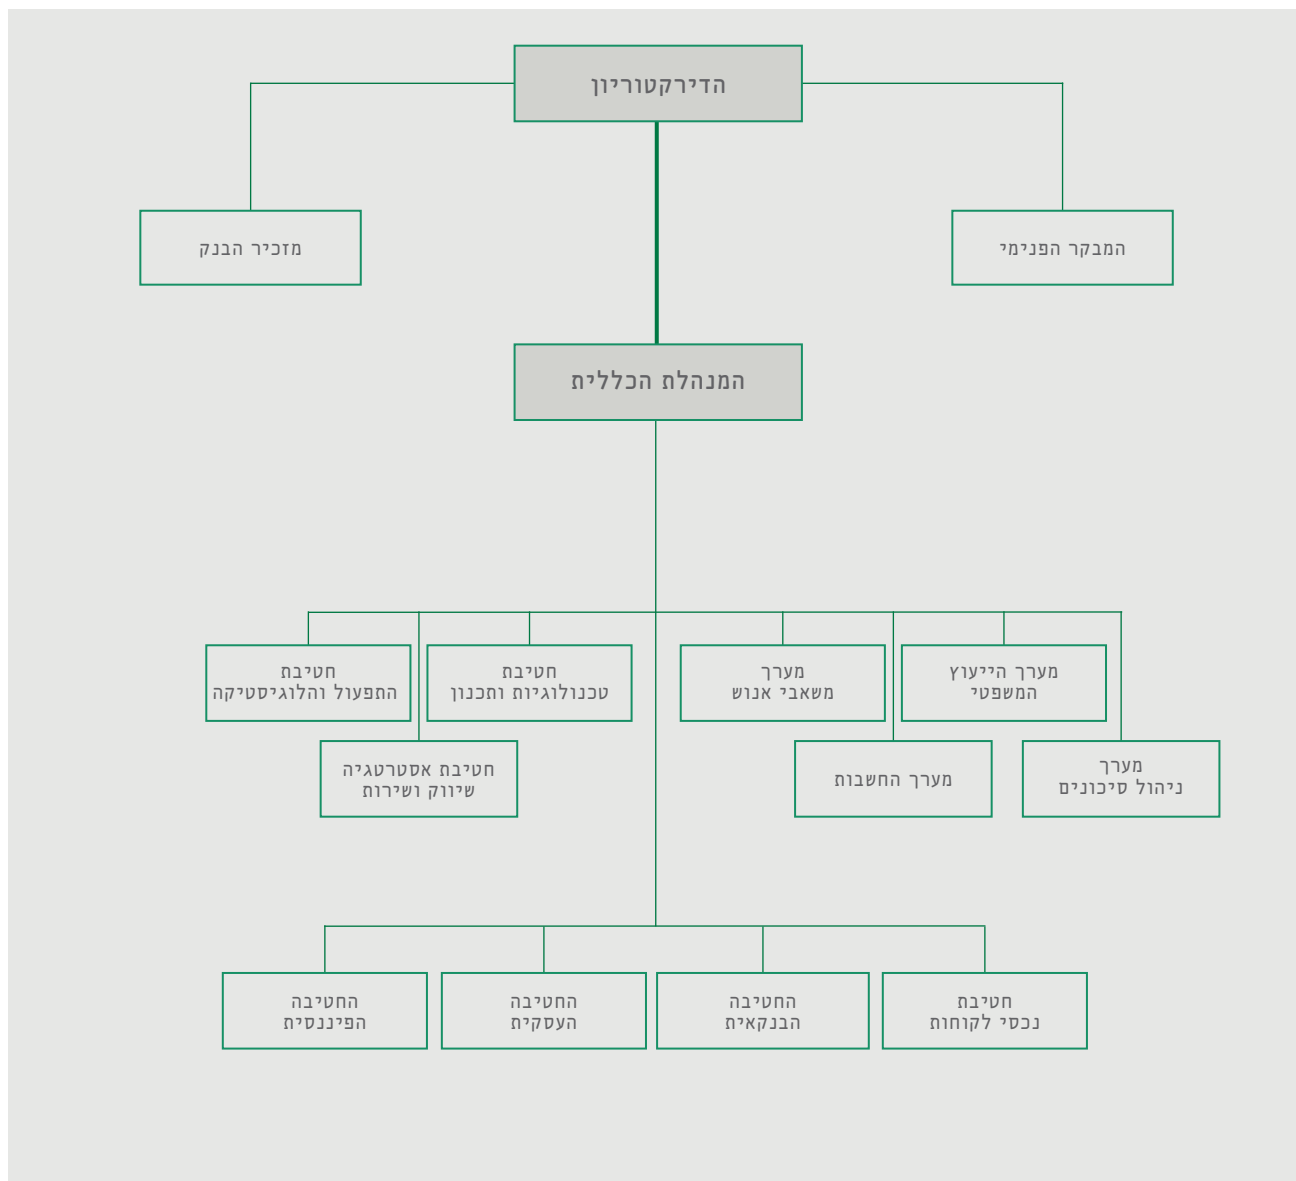 הדירקטוריון
המבקר הפנימי
מזכיר הבנק
המנהלת הכללית
מערך הייעוץ
המשפטי
מערך
משאבי אנוש
חטיבת
טכנולוגיות ותכנון
חטיבת
התפעול והלוגיסטיקה
מערך
ניהול סיכונים
מערך החשבות
חטיבת אסטרטגיה
שיווק ושירות
חטיבת
נכסי לקוחות
החטיבה
הבנקאית
החטיבה
העסקית
החטיבה
הפיננסית